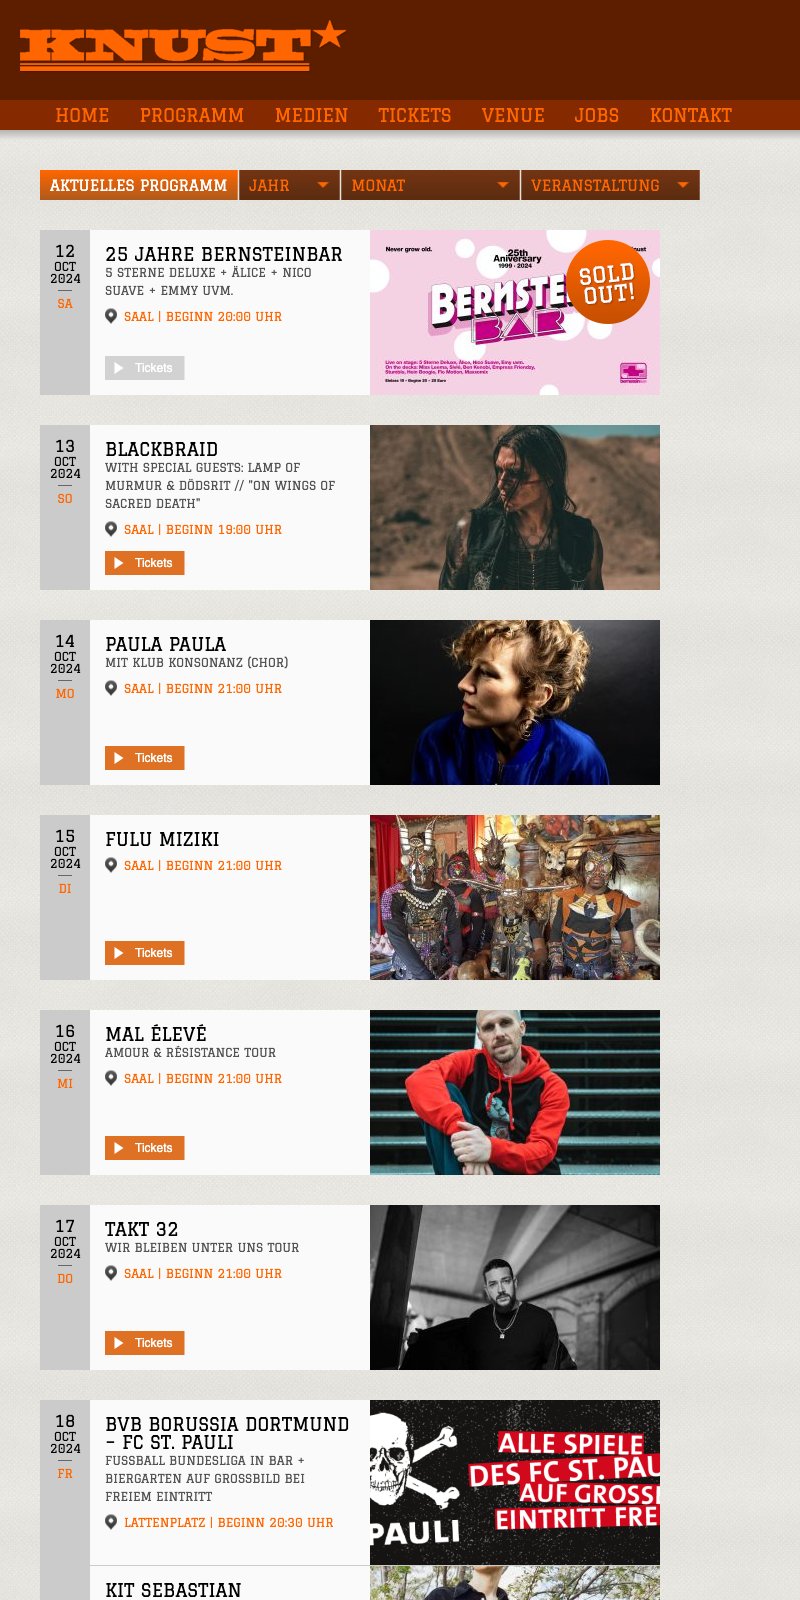 KNUST
HOME PROGRAMM MEDIEN TICKETS VENUE JOBS KONTAKT
AKTUELLES PROGRAMM JAHR MONAT VERANSTALTUNG
12
OCT
2024
SA
25 JAHRE BERNSTEINBAR
5 STERNE DELUXE + ÄLICE + NICO
SUAVE + EMMY UVM.
SAAL | BEGINN 20:00 UHR
Tickets
Never grow old.
25th
Aniversary
1999 - 2024
SOLD
OUT!
BAR
Live on stage: 5 Sterne Deluxe, Älice, Nico Suave, Emy uvm.
13
OCT
2024
SO
BLACKBRAID
WITH SPECIAL GUESTS: LAMP OF
MURMUR & DÖDSRIT // "ON WINGS OF
SACRED DEATH"
SAAL | BEGINN 19:00 UHR
Tickets
14
OCT
2024
MO
PAULA PAULA
MIT KLUB KONSONANZ (CHOR)
SAAL | BEGINN 21:00 UHR
Tickets
15
OCT
2024
DI
FULU MIZIKI
SAAL | BEGINN 21:00 UHR
Tickets
16
OCT
2024
MI
MAL ÉLEVÉ
AMOUR & RÉSISTANCE TOUR
SAAL | BEGINN 21:00 UHR
Tickets
17
OCT
2024
DO
TAKT 32
WIR BLEIBEN UNTER UNS TOUR
SAAL | BEGINN 21:00 UHR
Tickets
18
OCT
2024
FR
BVB BORUSSIA DORTMUND
– FC ST. PAULI
FUSSBALL BUNDESLIGA IN BAR +
BIERGARTEN AUF GROSSBILD BEI
FREIEM EINTRITT
LATTENPLATZ | BEGINN 20:30 UHR
PAULI
ALLE SPIELE
DES FC ST. PAU
AUF GROSS
EINTRITT FRE
KIT SEBASTIAN